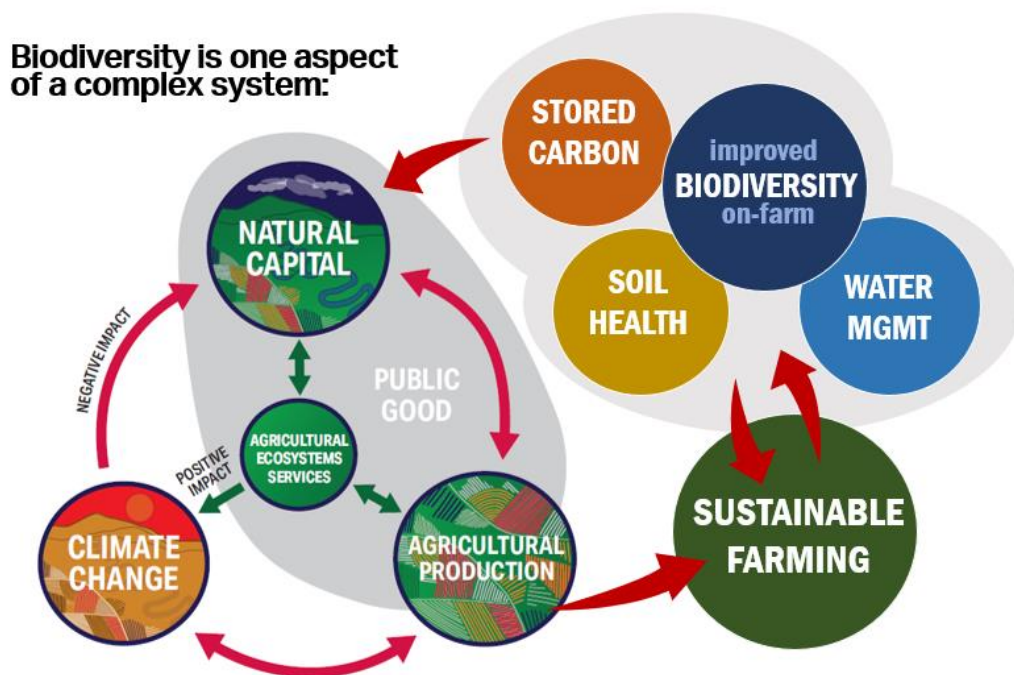 Biodiversity is one aspect
of a complex system:
STORED
CARBON
improved
BIODIVERSITY
on-farm
NATURAL
CAPITAL
SOIL
HEALTH
WATER
MGMT
NEGATIVE IMPACT
PUBLIC
GOOD
AGRICULTURAL
ECOSYSTEMS
SERVICES
POSITIVE
IMPACT
CLIMATE
CHANGE
AGRICULTURAL
PRODUCTION
SUSTAINABLE
FARMING